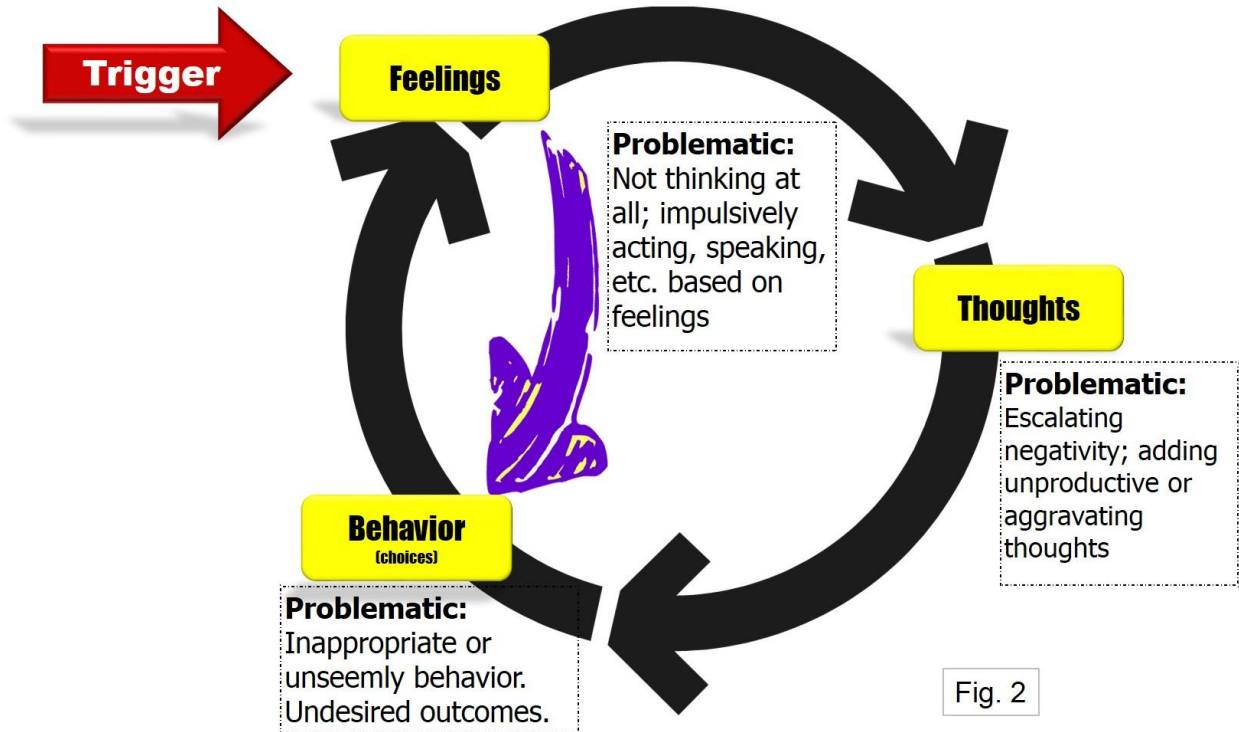 Trigger
Feelings
Problematic:
Not thinking at
all; impulsively
acting, speaking,
etc. based on
feelings
Thoughts
Problematic:
Escalating
negativity; adding
unproductive or
aggravating
thoughts
Behavior
(choices)
Problematic:
Inappropriate or
unseemly behavior.
Undesired outcomes.
Fig. 2